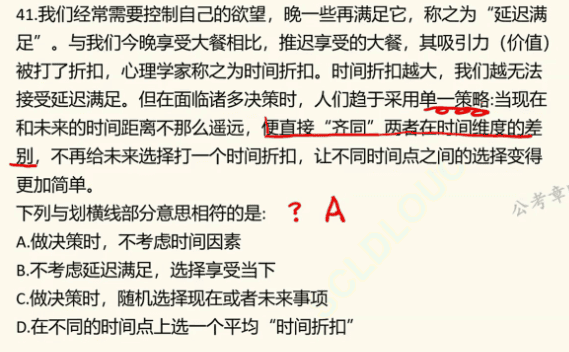 41.我们经常需要控制自己的欲望，晚一些再满足它，称之为“延迟满
足”。与我们今晚享受大餐相比，推迟享受的大餐，其吸引力（价值）
被打了折扣，心理学家称之为时间折扣。时间折扣越大，我们越无法
接受延迟满足。但在面临诸多决策时，人们趋于采用单一策略:当现在
和未来的时间距离不那么遥远，便直接“齐同”两者在时间维度的差
别，不再给未来选择打一个时间折扣，让不同时间点之间的选择变得
更加简单。
下列与划横线部分意思相符的是: ? A
公考章
A.做决策时，不考虑时间因素
B.不考虑延迟满足，选择享受当下
C.做决策时，随机选择现在或者未来事项
D.在不同的时间点上选一个平均“时间折扣”